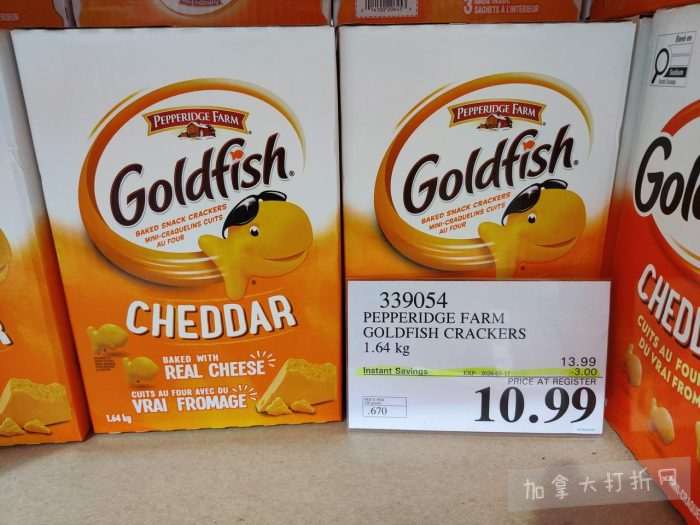 SACHETS À L'INTÉRIEUR
PEPPERIDGE FARM
Goldfish
BAKED SNACK CRACKERS
MINI-CRAQUELINS CUITS
AU FOUR
CHEDDAR
BAKED WITH
REAL CHEESE
CUITS AU FOUR AVEC DU
VRAI FROMAGE
1.64 kg
PEPPERIDGE FARM
Goldfish
BAKED SNACK CRACKERS
MINI-CRAQUELINS CUITS
AU FOUR
339054
PEPPERIDGE FARM
GOLDFISH CRACKERS
1.64 kg
13.99
Instant Savings
-3.00
PRICE AT REGISTER
.670
10.99
Gol
CHED
CUITS AU FOU
DU VRAI FROM
加拿大打折网